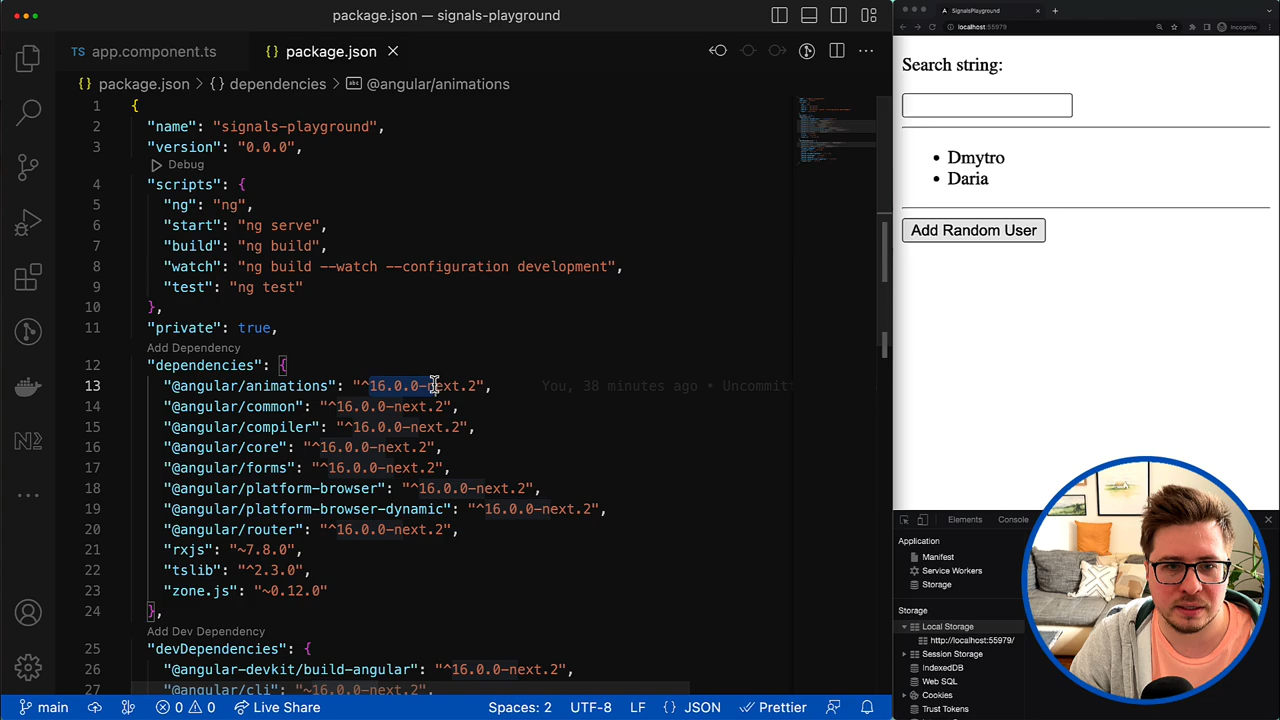 package.json — signals-playground
TS app.component.ts
{} package.json
{} package.json > {} dependencies > abc @angular/animations
1 {
2 "name": "signals-playground",
3 "version": "0.0.0",
Debug
4 "scripts": {
5 "ng": "ng",
6 "start": "ng serve",
7 "build": "ng build",
8 "watch": "ng build --watch --configuration development",
9 "test": "ng test"
10 },
11 "private": true,
Add Dependency
12 "dependencies": {
13 "@angular/animations": "^16.0.0-next.2", You, 38 minutes ago • Uncommitt
14 "@angular/common": "^16.0.0-next.2",
15 "@angular/compiler": "^16.0.0-next.2",
16 "@angular/core": "^16.0.0-next.2",
17 "@angular/forms": "^16.0.0-next.2",
18 "@angular/platform-browser": "^16.0.0-next.2",
19 "@angular/platform-browser-dynamic": "^16.0.0-next.2",
20 "@angular/router": "^16.0.0-next.2",
21 "rxjs": "~7.8.0",
22 "tslib": "^2.3.0",
23 "zone.js": "~0.12.0"
24 },
Add Dev Dependency
25 "devDependencies": {
26 "@angular-devkit/build-angular": "^16.0.0-next.2",
27 "@angular/cli": "~16.0.0-next.2",
main 0 0 Live Share Spaces: 2 UTF-8 LF {} JSON Prettier
SignalsPlayground
localhost:55979
Incognito
Search string:
• Dmytro
• Daria
Add Random User
Elements Console
Application
Manifest
Service Workers
Storage
Storage
Local Storage
http://localhost:55979/
Session Storage
IndexedDB
Web SQL
Cookies
Trust Tokens